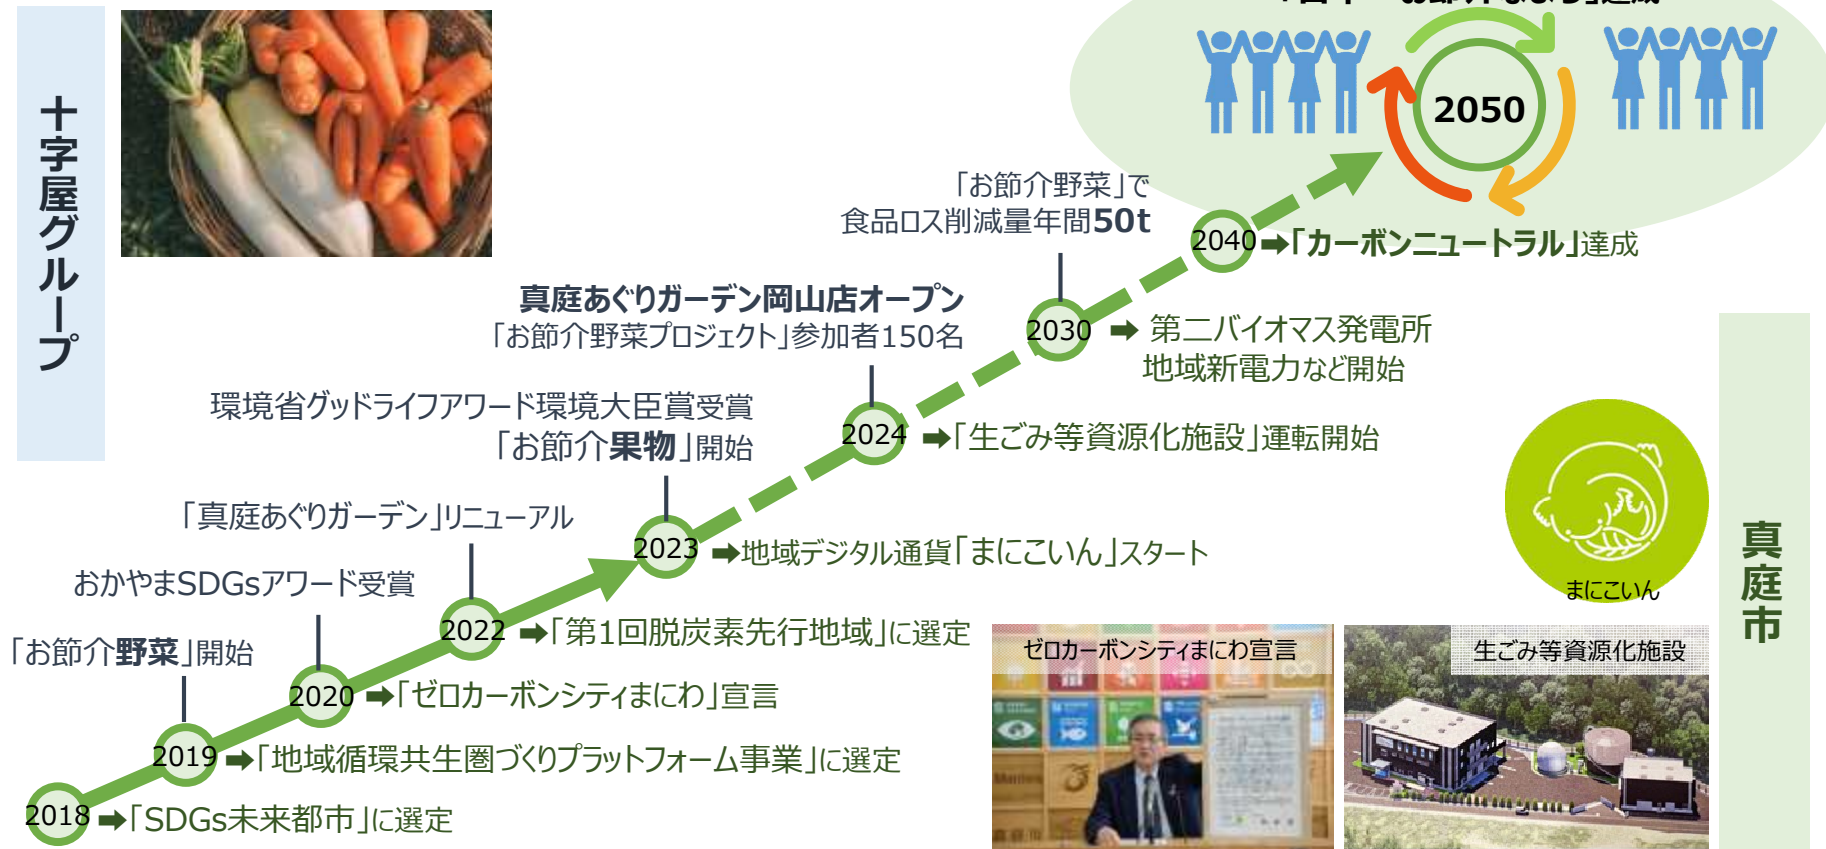 「日本一お節介なまち」達成
2050
十字屋グループ
「お節介野菜」で
食品ロス削減量年間50t
2040
➡「カーボンニュートラル」達成
真庭あぐりガーデン岡山店オープン
「お節介野菜プロジェクト」参加者150名
2030
➡ 第二バイオマス発電所
地域新電力など開始
環境省グッドライフアワード環境大臣賞受賞
「お節介果物」開始
2024
➡「生ごみ等資源化施設」運転開始
「真庭あぐりガーデン」リニューアル
2023
➡地域デジタル通貨「まにこいん」スタート
まにこいん
真庭市
おかやまSDGsアワード受賞
2022
➡「第1回脱炭素先行地域」に選定
「お節介野菜」開始
2020
➡「ゼロカーボンシティまにわ」宣言
ゼロカーボンシティまにわ宣言
生ごみ等資源化施設
2019
➡「地域循環共生圏づくりプラットフォーム事業」に選定
2018
➡「SDGs未来都市」に選定